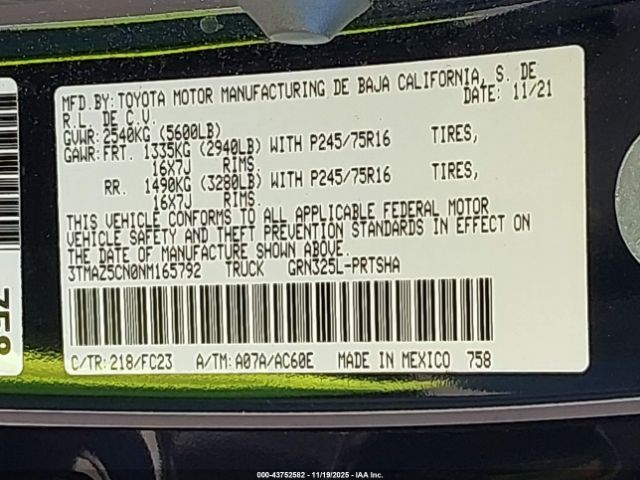 MFD.BY: TOYOTA MOTOR MANUFACTURING DE BAJA CALIFORNIA, S. DE
R.L. DE C.V. DATE: 11/21
GVWR: 2540KG (5600LB)
GAWR: FRT. 1335KG (2940LB) WITH P245/75R16 TIRES,
16X7J RIMS.
RR. 1490KG (3280LB) WITH P245/75R16 TIRES,
16X7J RIMS.
THIS VEHICLE CONFORMS TO ALL APPLICABLE FEDERAL MOTOR
VEHICLE SAFETY AND THEFT PREVENTION STANDARDS IN EFFECT ON
THE DATE OF MANUFACTURE SHOWN ABOVE.
3TMAZ5CN0NM165792 TRUCK GRN325L-PRTSHA
C/TR: 218/FC23 A/TM: A07A/AC60E MADE IN MEXICO 758
000-43752582 - 11/19/2025 - IAA Inc.